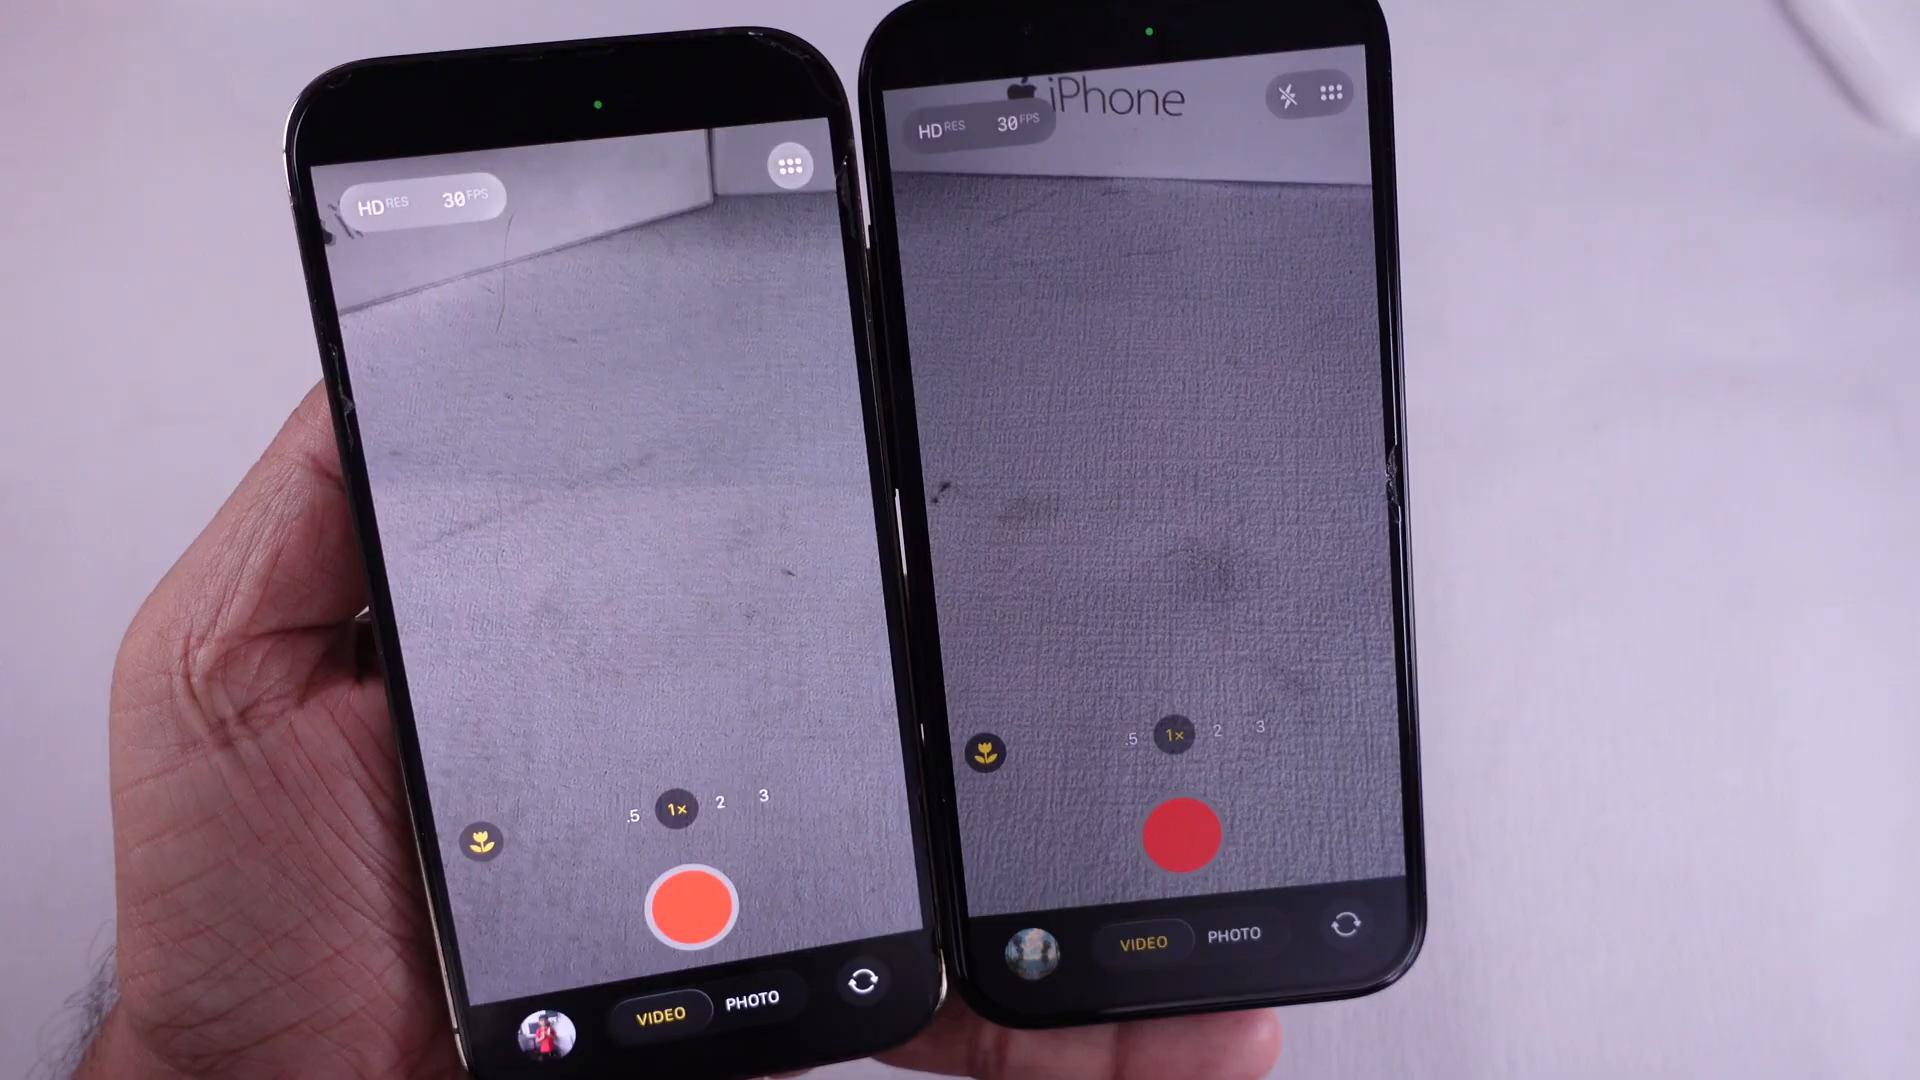 HD RES 30 FPS
.5 1× 2 3
VIDEO PHOTO
iPhone
HD RES 30 FPS
.5 1× 2 3
VIDEO PHOTO